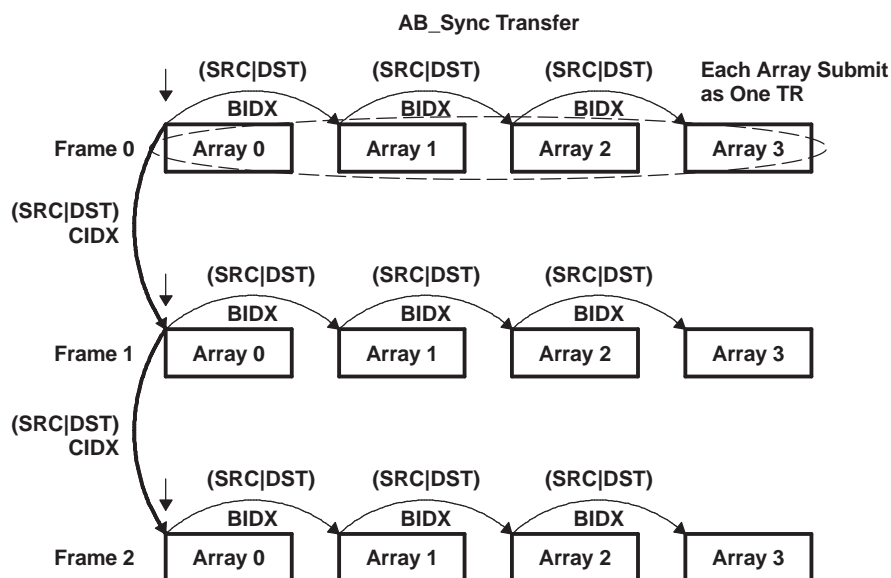 AB_Sync Transfer
(SRC|DST) (SRC|DST) (SRC|DST) Each Array Submit
as One TR
BIDX BIDX BIDX
Frame 0 Array 0 Array 1 Array 2 Array 3
(SRC|DST)
CIDX
(SRC|DST) (SRC|DST) (SRC|DST)
BIDX BIDX BIDX
Frame 1 Array 0 Array 1 Array 2 Array 3
(SRC|DST)
CIDX
(SRC|DST) (SRC|DST) (SRC|DST)
BIDX BIDX BIDX
Frame 2 Array 0 Array 1 Array 2 Array 3